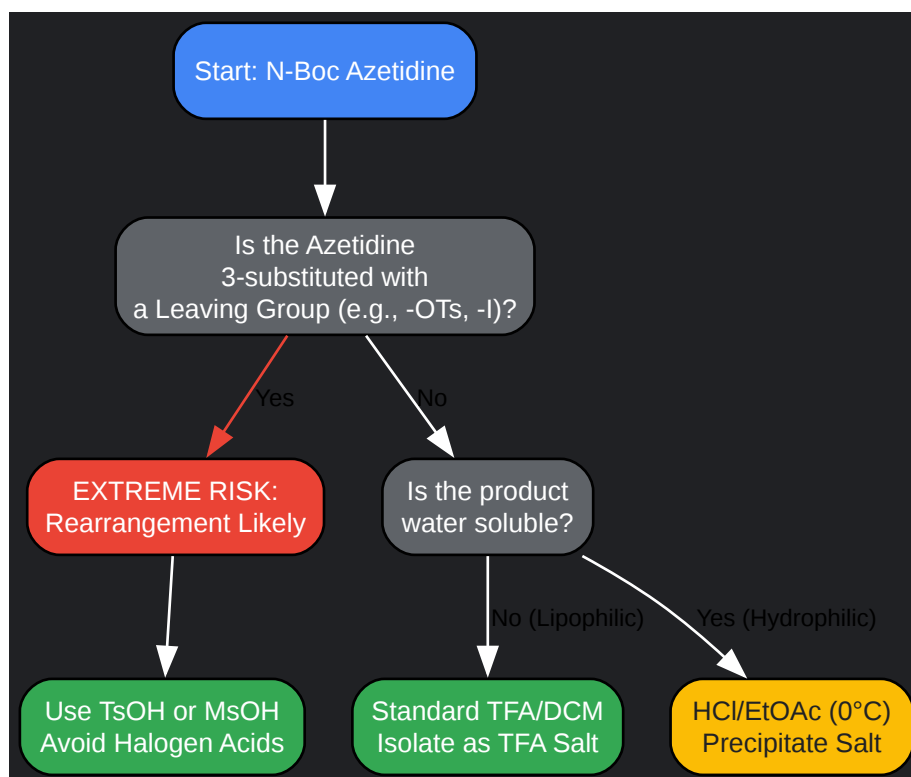 Start: N-Boc Azetidine
Is the Azetidine
3-substituted with
a Leaving Group (e.g., -OTs, -I)?
Yes
No
EXTREME RISK:
Rearrangement Likely
Is the product
water soluble?
No (Lipophilic)
Yes (Hydrophilic)
Use TsOH or MsOH
Avoid Halogen Acids
Standard TFA/DCM
Isolate as TFA Salt
HCl/EtOAc (0°C)
Precipitate Salt